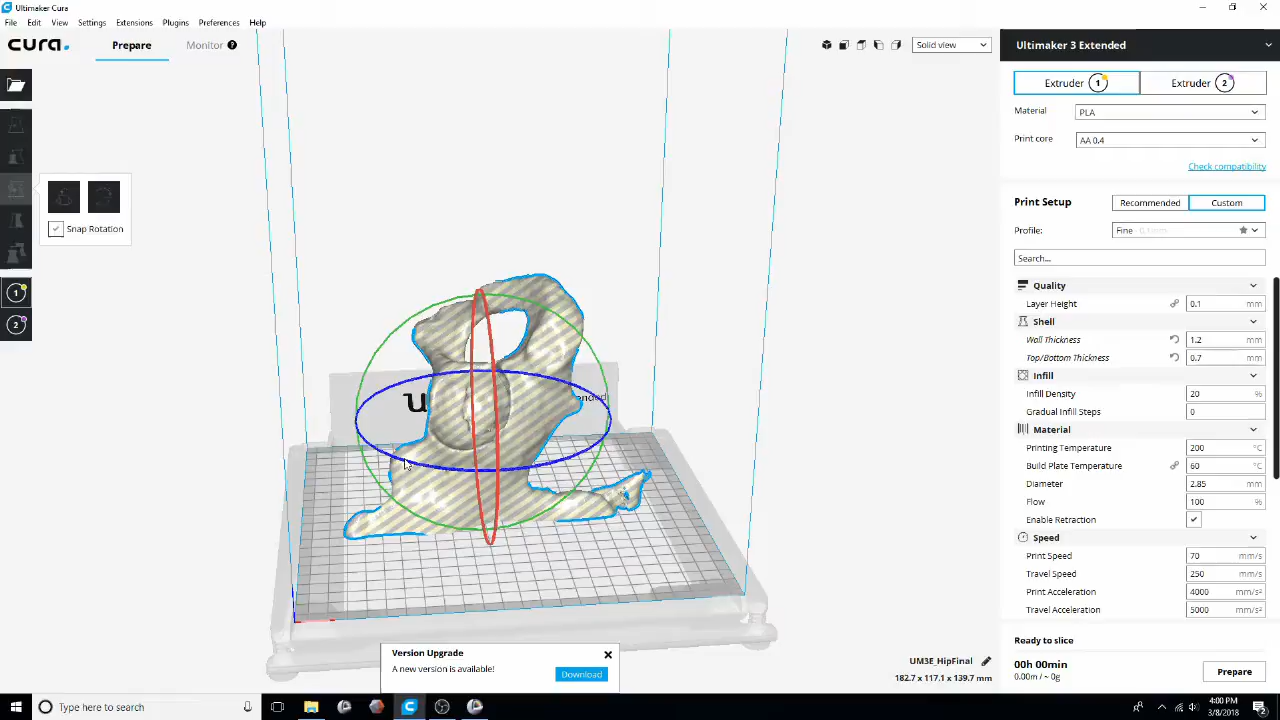 Ultimaker Cura
File Edit View Settings Extensions Plugins Preferences Help
cura.
Prepare
Monitor ?
Solid view
Ultimaker 3 Extended
Extruder 1
Extruder 2
Material PLA
Print core AA 0.4
Check compatibility
Snap Rotation
1
2
Print Setup Recommended Custom
Profile: Fine - 0.1mm
Search...
Quality
Layer Height 0.1 mm
Shell
Wall Thickness 1.2 mm
Top/Bottom Thickness 0.7 mm
Infill
Infill Density 20 %
Gradual Infill Steps 0
Material
Printing Temperature 200 °C
Build Plate Temperature 60 °C
Diameter 2.85 mm
Flow 100 %
Enable Retraction
Speed
Print Speed 70 mm/s
Travel Speed 250 mm/s
Print Acceleration 4000 mm/s²
Travel Acceleration 5000 mm/s²
Ready to slice
00h 00min
0.00m / ~ 0g
Prepare
UM3E_HipFinal
182.7 x 117.1 x 139.7 mm
Version Upgrade
A new version is available!
Download
Type here to search
4:00 PM
3/8/2018
2